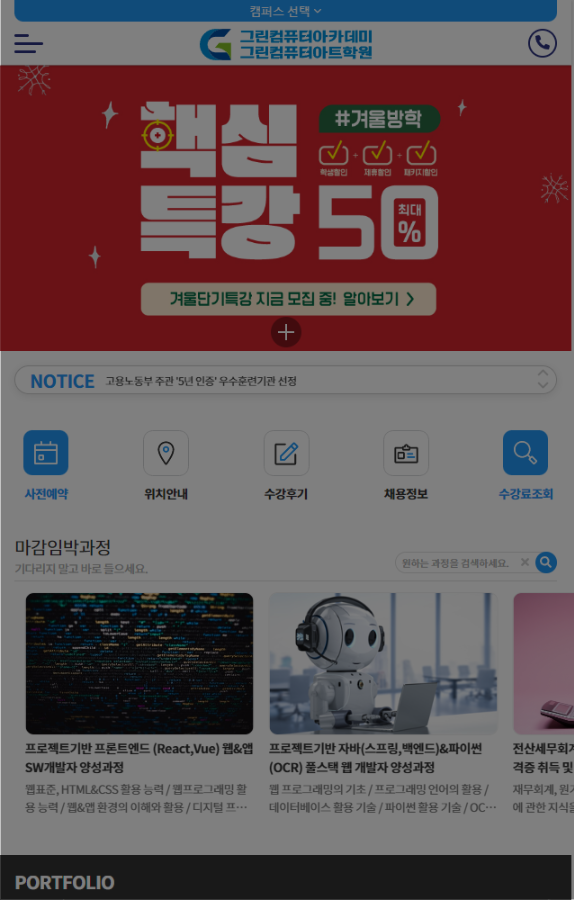 캠퍼스 선택
그린컴퓨터아카데미
그린컴퓨터아트학원
핵심
특강
#겨울방학
학생할인 + 제휴할인 + 패키지할인
50
최대
%
겨울단기특강 지금 모집 중! 알아보기 >
NOTICE 고용노동부 주관 '5년 인증' 우수훈련기관 선정
사전예약 위치안내 수강후기 채용정보 수강료조회
마감임박과정
기다리지 말고 바로 들으세요.
원하는 과정을 검색하세요.
프로젝트기반 프론트엔드 (React,Vue) 웹&앱
SW개발자 양성과정
웹표준, HTML&CSS 활용 능력 / 웹프로그래밍 활
용 능력 / 웹&앱 환경의 이해와 활용 / 디지털 프…
프로젝트기반 자바(스프링,백엔드)&파이썬
(OCR) 풀스택 웹 개발자 양성과정
웹 프로그래밍의 기초 / 프로그래밍 언어의 활용 /
데이터베이스 활용 기술 / 파이썬 활용 기술 / OC…
전산세무회계
격증 취득 및
재무회계, 원가
에 관한 지식을
PORTFOLIO